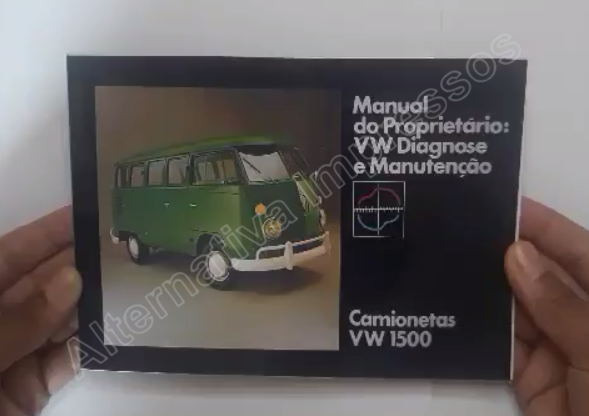 Manual
do Proprietário:
VW Diagnose
e Manutenção
Camionetas
VW 1500
Alternativa Impressos